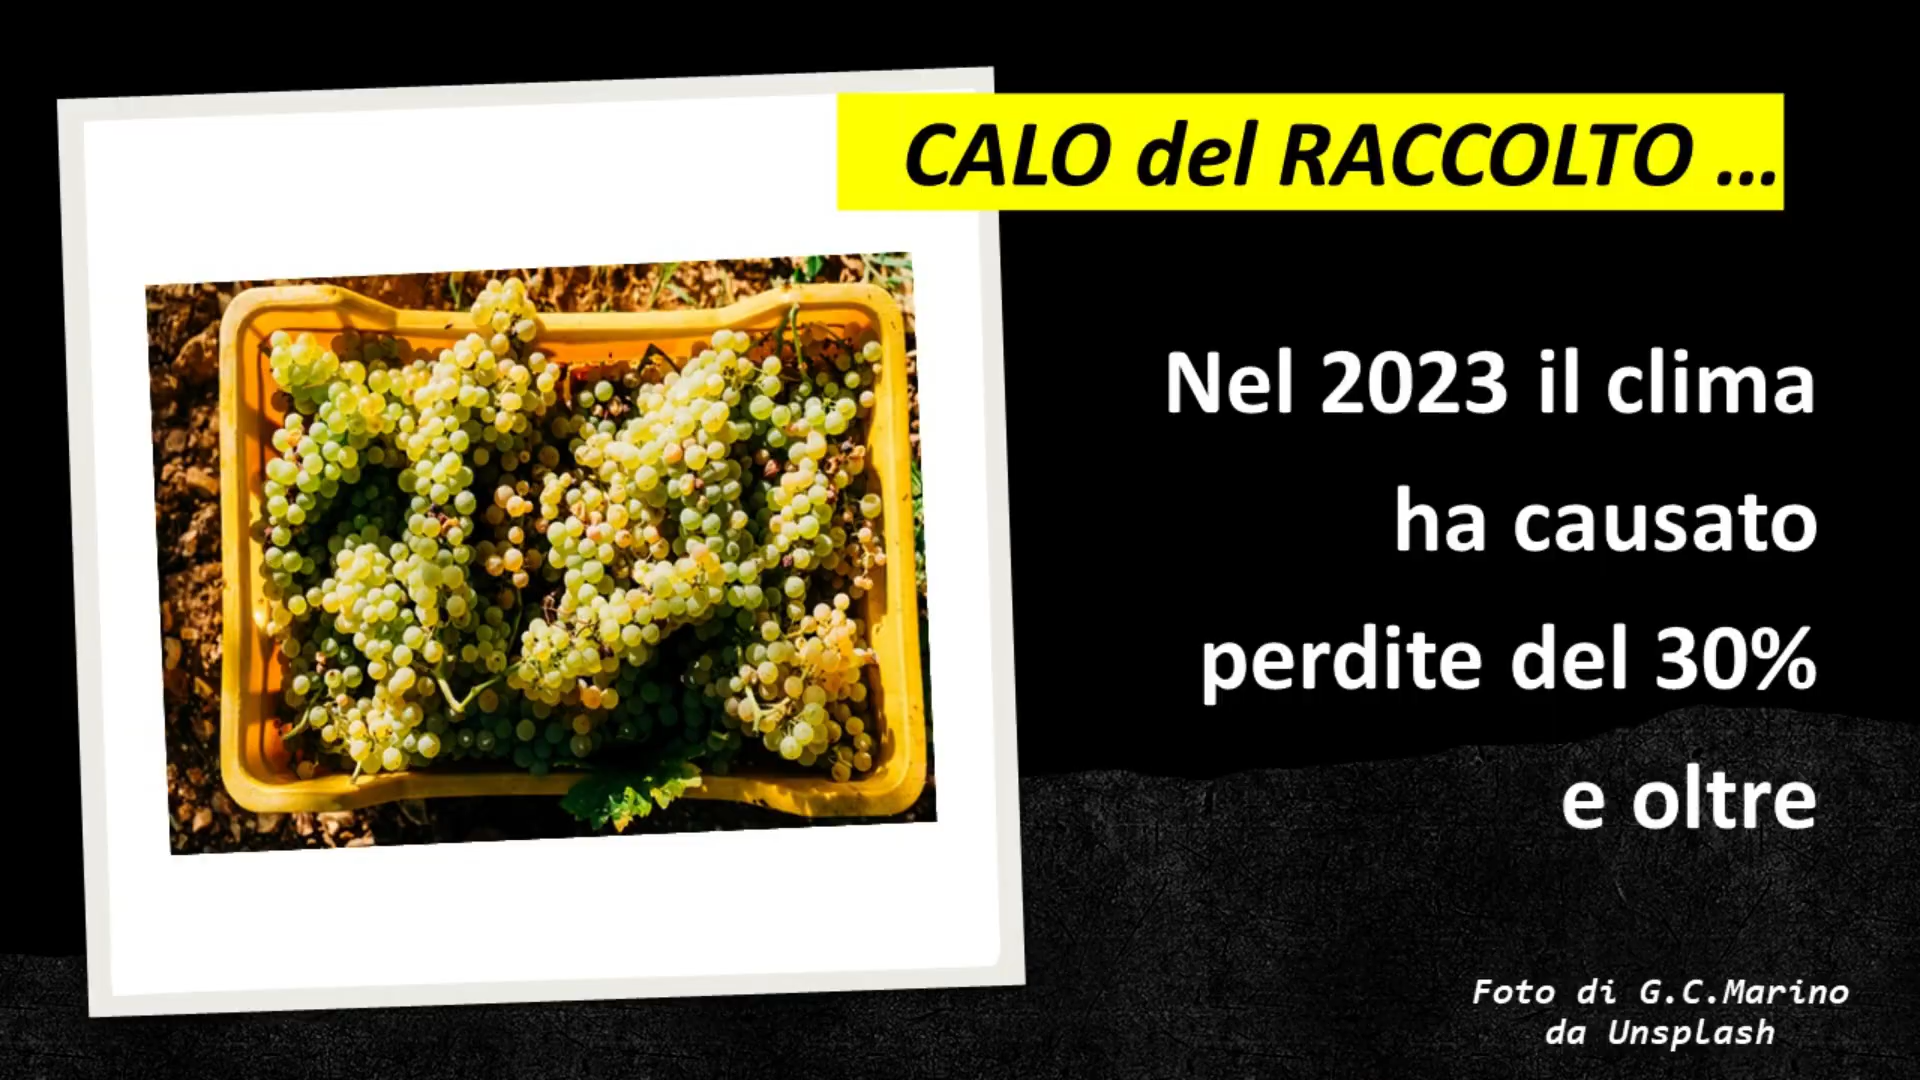 CALO del RACCOLTO ...
Nel 2023 il clima
ha causato
perdite del 30%
e oltre
Foto di G.C.Marino
da Unsplash